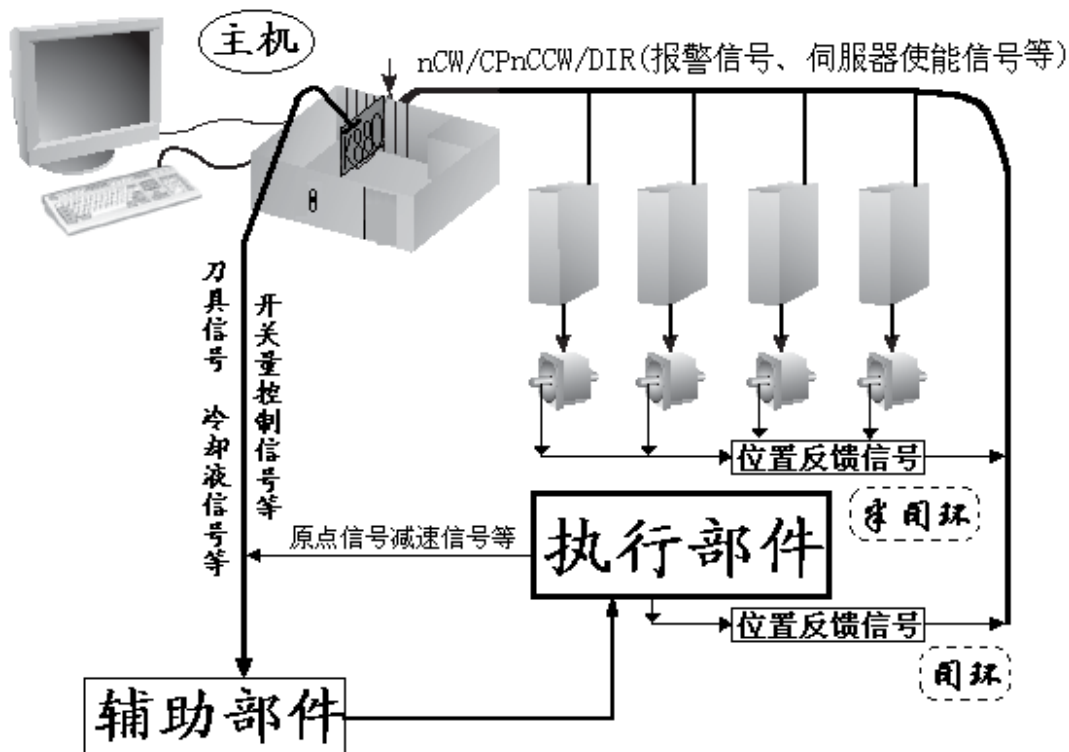 主机
nCW/CPnCCW/DIR(报警信号、伺服器使能信号等)
K880
刀具信号 冷却液信号等
开关量控制信号等
位置反馈信号
半闭环
原点信号减速信号等
执行部件
位置反馈信号
闭环
辅助部件